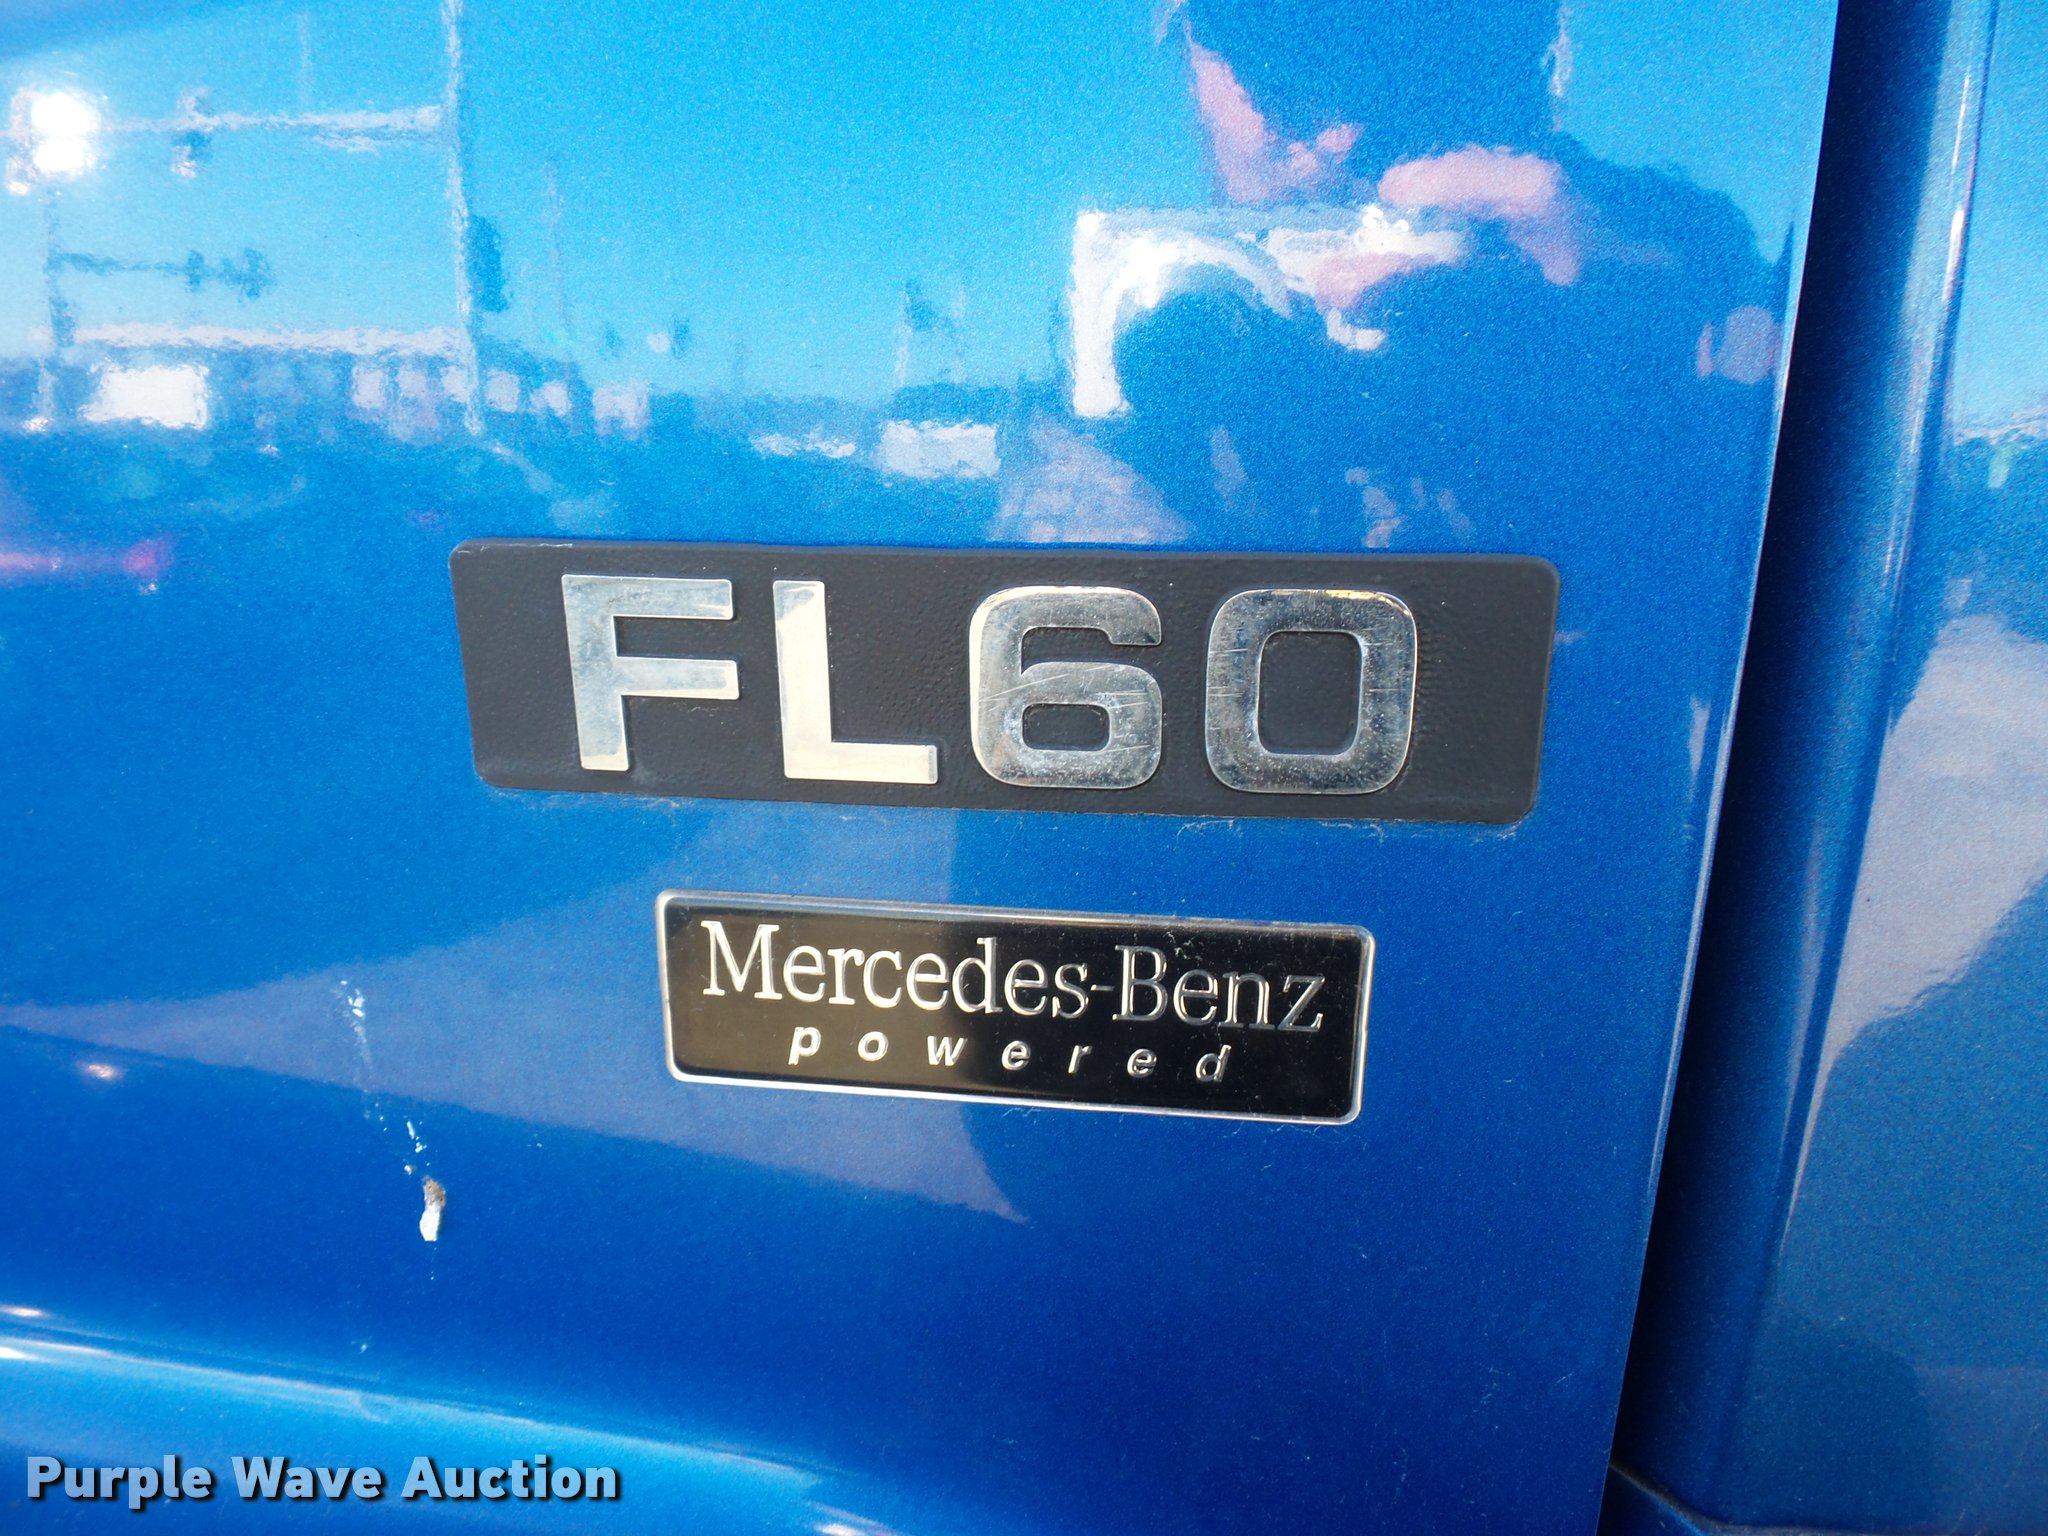 FL60
Mercedes-Benz
powered
Purple Wave Auction